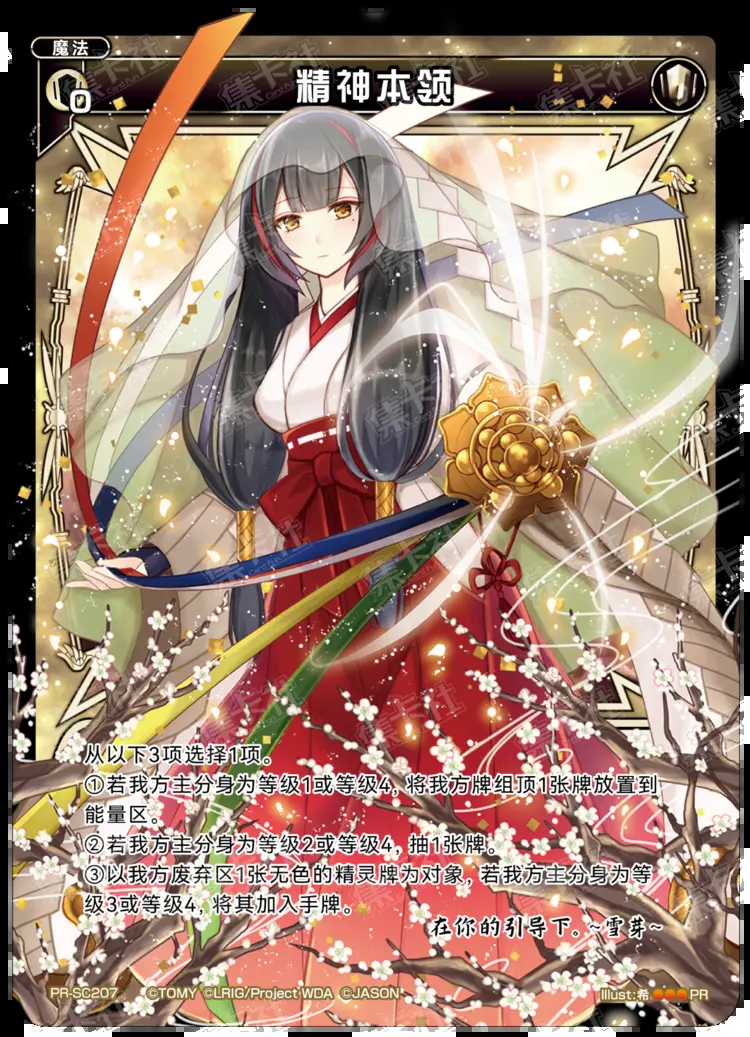 魔法
0
精神本领
从以下3项选择1项。
①若我方主分身为等级1或等级4, 将我方牌组顶1张牌放置到
能量区。
②若我方主分身为等级2或等级4, 抽1张牌。
③以我方废弃区1张无色的精灵牌为对象, 若我方主分身为等
级3或等级4, 将其加入手牌。
在你的引导下。~雪芽~
PR-SC207 ©TOMY ©LRIG/Project WDA ©JASON
Illust:希 PR
集卡社